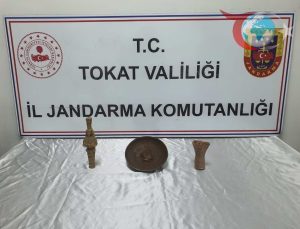 T.C.
TOKAT VALİLİĞİ
İL JANDARMA KOMUTANLIĞI